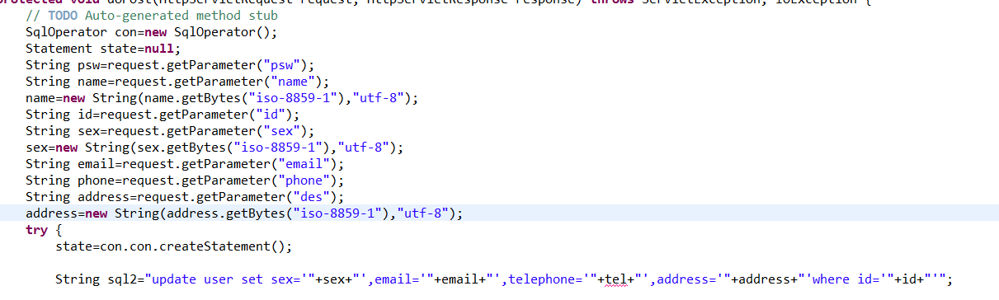 protected void doPost(HttpServletRequest request, HttpServletResponse response) throws ServletException, IOException {
// TODO Auto-generated method stub
SqlOperator con=new SqlOperator();
Statement state=null;
String psw=request.getParameter("psw");
String name=request.getParameter("name");
name=new String(name.getBytes("iso-8859-1"),"utf-8");
String id=request.getParameter("id");
String sex=request.getParameter("sex");
sex=new String(sex.getBytes("iso-8859-1"),"utf-8");
String email=request.getParameter("email");
String phone=request.getParameter("phone");
String address=request.getParameter("des");
address=new String(address.getBytes("iso-8859-1"),"utf-8");
try {
state=con.con.createStatement();
String sql2="update user set sex='"+sex+"',email='"+email+"',telephone='"+tel+"',address='"+address+"'where id='"+id+"'";